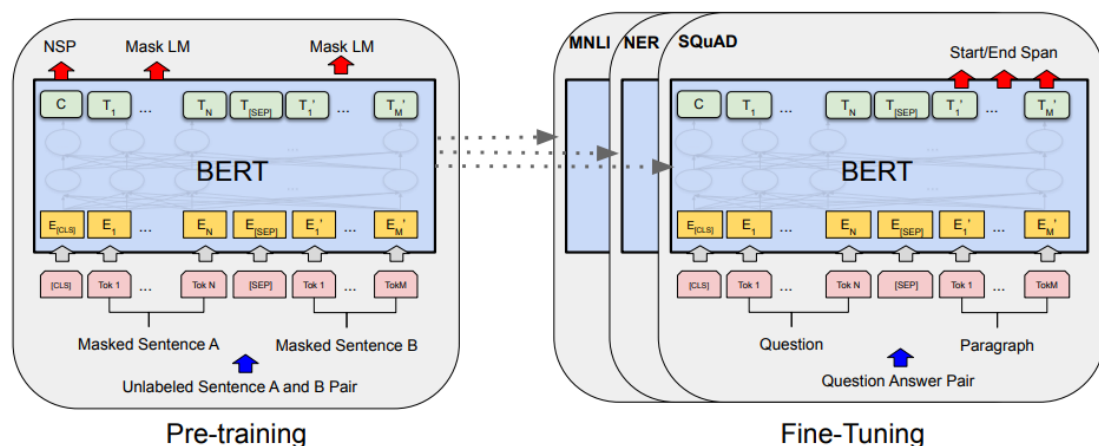 NSP Mask LM Mask LM
C T1 ... TN T[SEP] T1' ... TM'
BERT
E[CLS] E1 ... EN E[SEP] E1' ... EM'
[CLS] Tok 1 ... Tok N [SEP] Tok 1 ... TokM
Masked Sentence A Masked Sentence B
Unlabeled Sentence A and B Pair
Pre-training
MNLI NER SQuAD
Start/End Span
C T1 ... TN T[SEP] T1' ... TM'
BERT
E[CLS] E1 ... EN E[SEP] E1' ... EM'
[CLS] Tok 1 ... Tok N [SEP] Tok 1 ... TokM
Question Paragraph
Question Answer Pair
Fine-Tuning